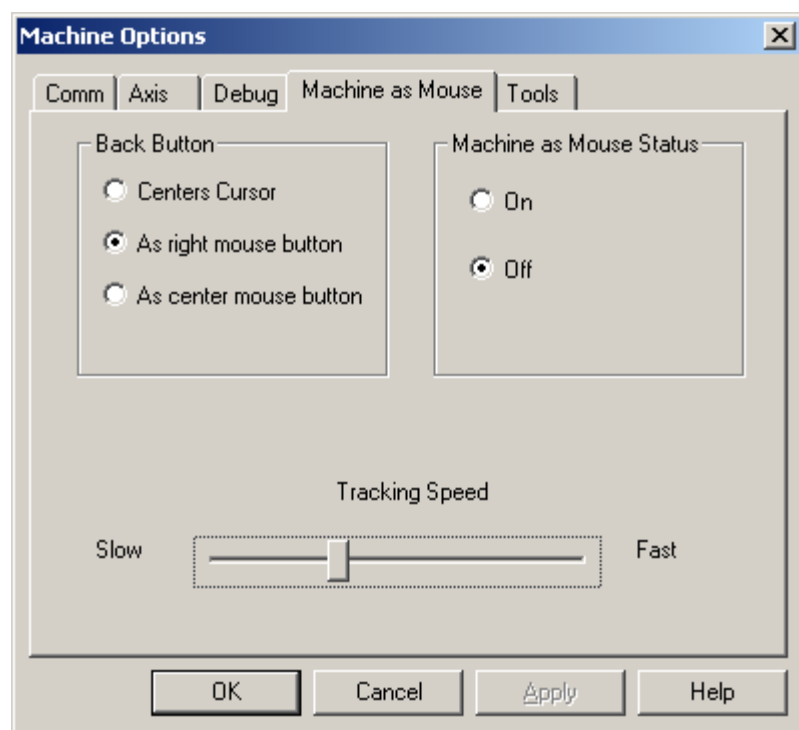 Machine Options
Comm Axis Debug Machine as Mouse Tools
Back Button
Centers Cursor
As right mouse button
As center mouse button
Machine as Mouse Status
On
Off
Tracking Speed
Slow Fast
OK Cancel Apply Help